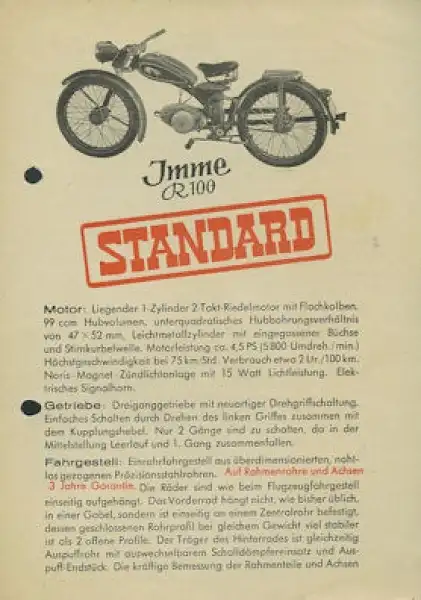 Imme
R100
STANDARD
Motor: Liegender 1-Zylinder 2-Takt-Riedelmotor mit Flachkolben.
99 ccm Hubvolumen, unterquadratisches Hubbohrungsverhältnis
von 47 × 52 mm, Leichtmetallzylinder mit eingegossener Büchse
und Stirnkurbelwelle. Motorleistung ca. 4,5 PS (5 800 Umdreh./min.)
Höchstgeschwindigkeit bei 75 km/Std. Verbrauch etwa 2 Ltr./100 km.
Noris-Magnet-Zündlichtanlage mit 15 Watt Lichtleistung. Elek-
trisches Signalhorn.
Getriebe: Dreiganggetriebe mit neuartiger Drehgriffschaltung.
Einfaches Schalten durch Drehen des linken Griffes zusammen mit
dem Kupplungshebel. Nur 2 Gänge sind zu schalten, da in der
Mittelstellung Leerlauf und 1. Gang zusammenfallen.
Fahrgestell: Einrohrfahrgestell aus überdimensionierten, naht-
los gezogenen Präzisionsstahlrohren. Auf Rahmenrohre und Achsen
3 Jahre Garantie. Die Räder sind wie beim Flugzeugfahrgestell
einseitig aufgehängt. Das Vorderrad hängt nicht, wie bisher üblich,
in einer Gabel, sondern ist einseitig an einem Zentralrohr befestigt,
dessen geschlossenes Rohrprofil bei gleichem Gewicht viel stabiler
ist als 2 offene Profile. Der Träger des Hinterrades ist gleichzeitig
Auspuffrohr mit auswechselbarem Schalldämpfereinsatz und Aus-
puff-Endstück. Die kräftige Bemessung der Rahmenteile und Achsen